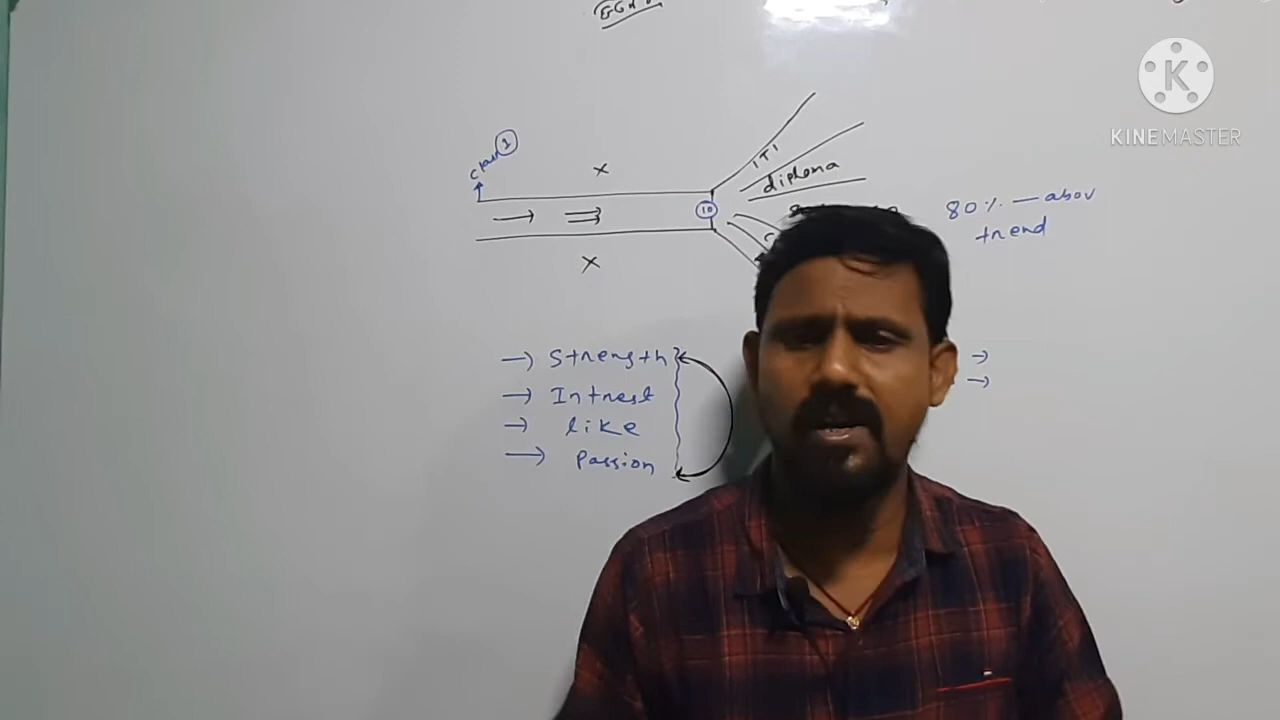 KINEMASTER
class 1
X
ITI
diploma
10
80% — abov
trend
X
→ Strength
→ Intrest
→ like
→ Passion